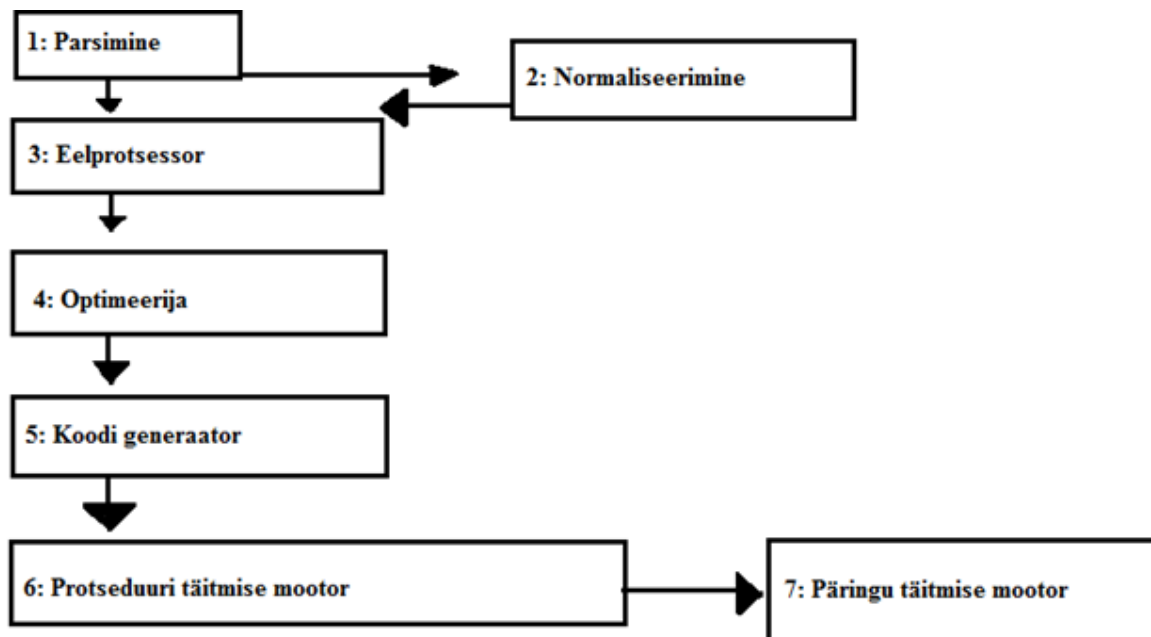 1: Parsimine
2: Normaliseerimine
3: Eelprotsessor
4: Optimeerija
5: Koodi generaator
6: Protseduuri täitmise mootor
7: Päringu täitmise mootor